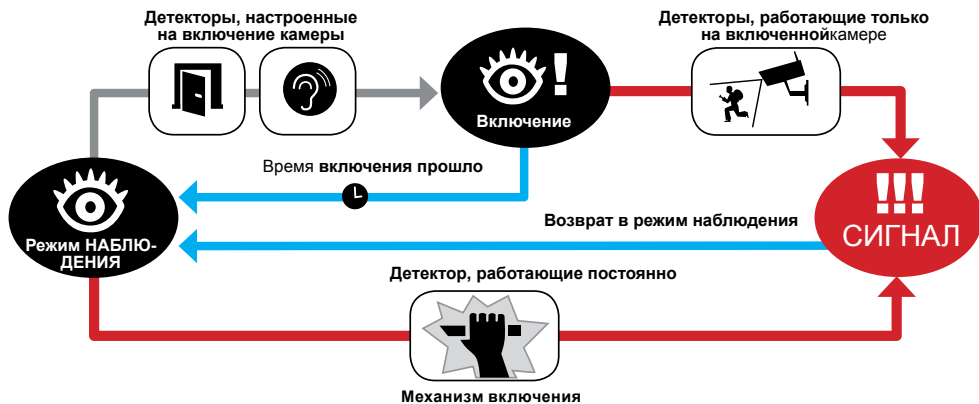 Детекторы, настроенные
на включение камеры
Детекторы, работающие только
на включеннойкамере
Включение
Время включения прошло
Возврат в режим наблюдения
!!!
СИГНАЛ
Режим НАБЛЮ-
ДЕНИЯ
Детектор, работающие постоянно
Механизм включения